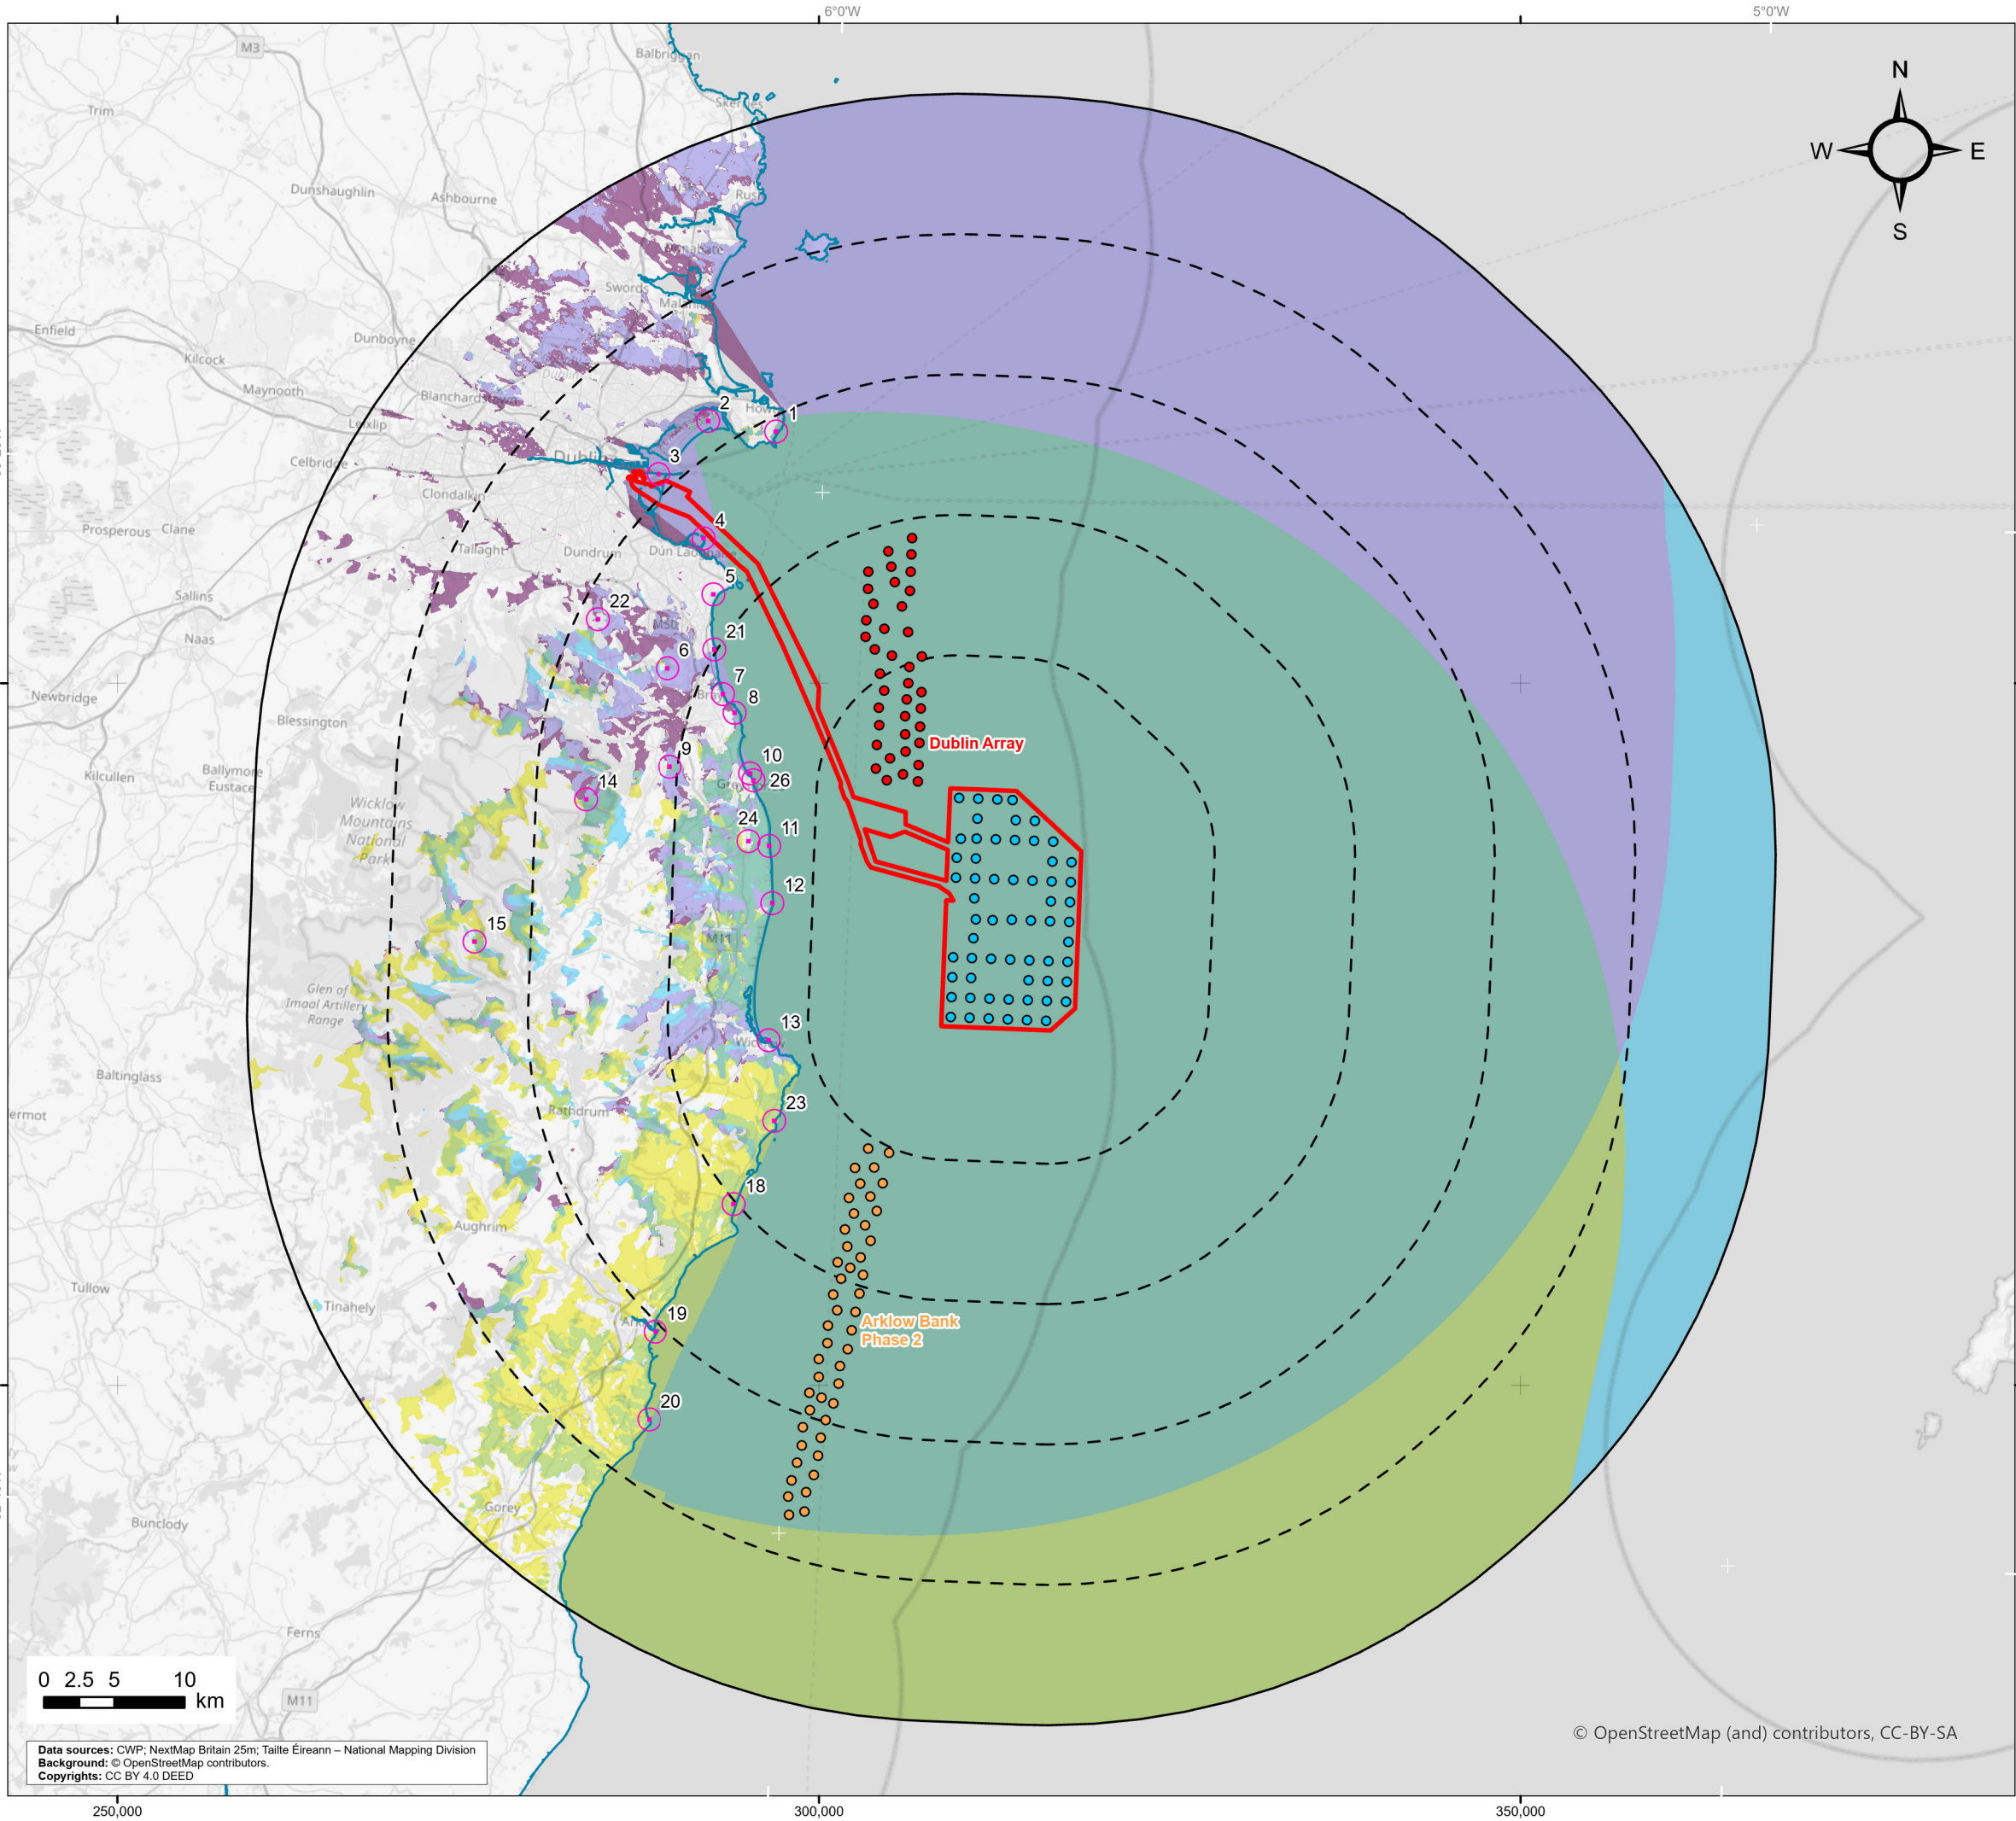 6°0'W
5°0'W
M3
Balbriggan
Trim
Skerries
N
W
E
S
Dunshaughlin
Ashbourne
Lusk
Rush
Donabate
Swords
Enfield
Dunboyne
Kilcock
Maynooth
Blanchardstown
Dublin
Leixlip
2
1
Celbridge
3
Clondalkin
Prosperous
Clane
4
Tallaght
Dundrum
Dún Laoghaire
5
Sallins
22
M50
21
Naas
6
Newbridge
7
Bray
8
Blessington
Dublin Array
9
10
Kilcullen
Ballymore
Eustace
14
26
Wicklow
Mountains
National
Park
24
11
12
15
M11
Glen of
Imaal Artillery
Range
13
Wicklow
Baltinglass
Rathdrum
23
18
Aughrim
Tullow
Tinahely
19
Arklow Bank
Phase 2
20
Gorey
Bunclody
Ferns
0 2.5 5 10
km
M11
© OpenStreetMap (and) contributors, CC-BY-SA
Data sources: CWP; NextMap Britain 25m; Tailte Éireann – National Mapping Division
Background: © OpenStreetMap contributors.
Copyrights: CC BY 4.0 DEED
250,000
300,000
350,000